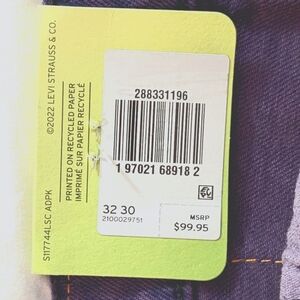 ©2022 LEVI STRAUSS & CO.
PRINTED ON RECYCLED PAPER
IMPRIMÉ SUR PAPIER RECYCLÉ
S117744LSC ADPK
288331196
1 97021 68918 2
32 30
2100029751
MSRP
$99.95